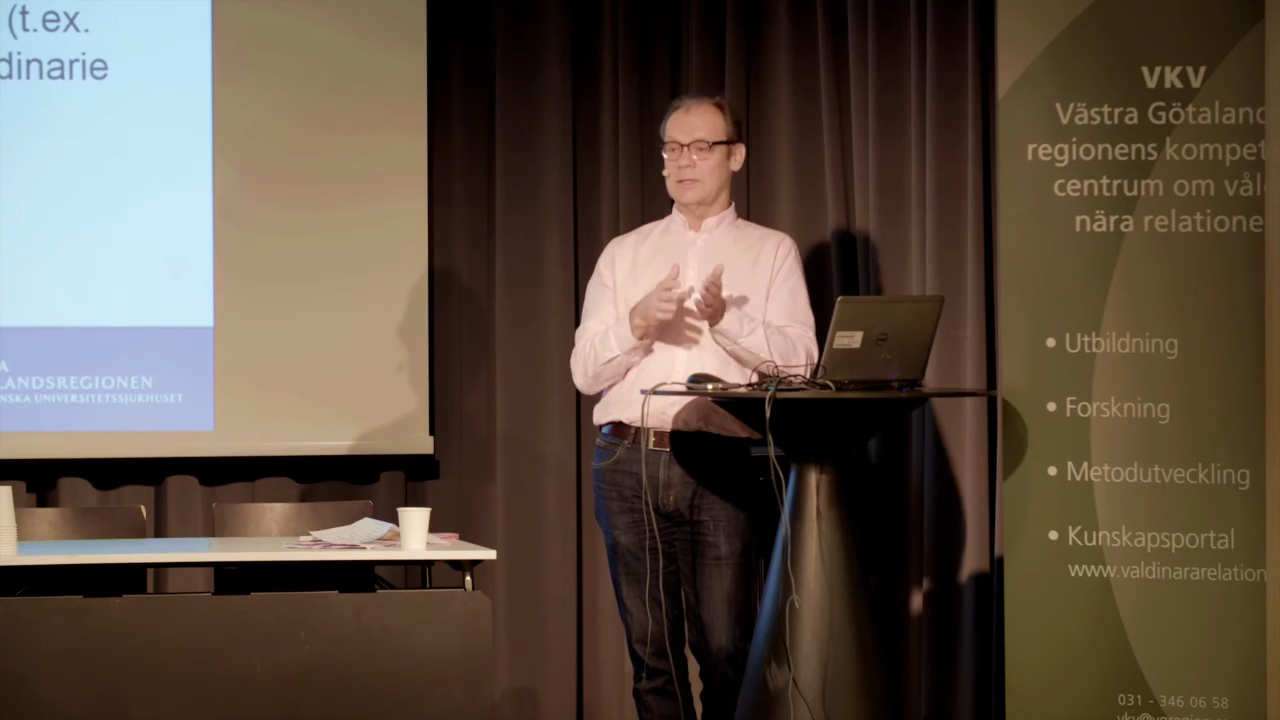 (t.ex.
dinarie
A
LANDSREGIONEN
NSKA UNIVERSITETSSJUKHUSET
DELL
VKV
Västra Götaland
regionens kompet
centrum om vål
nära relatione
• Utbildning
• Forskning
• Metodutveckling
• Kunskapsportal
www.valdinararelation
031 - 346 06 58